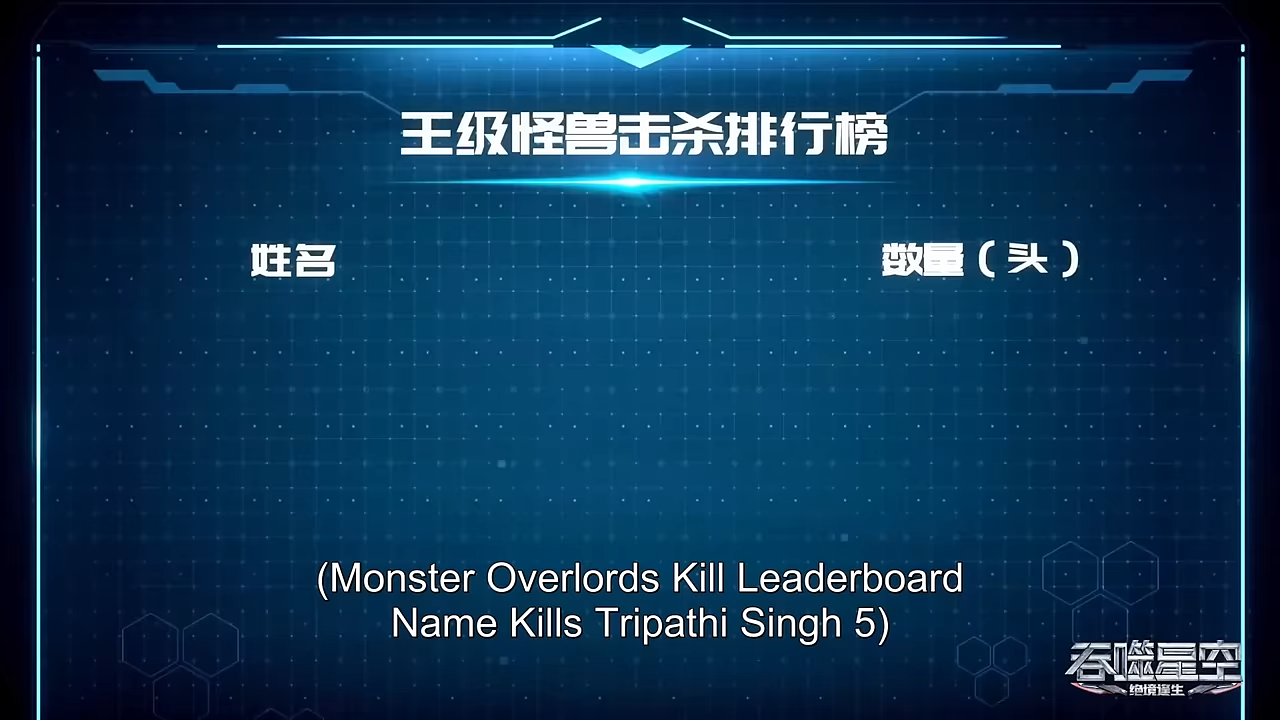 王级怪兽击杀排行榜
姓名 数量（头）
(Monster Overlords Kill Leaderboard
Name Kills Tripathi Singh 5)
吞噬星空
绝境逢生